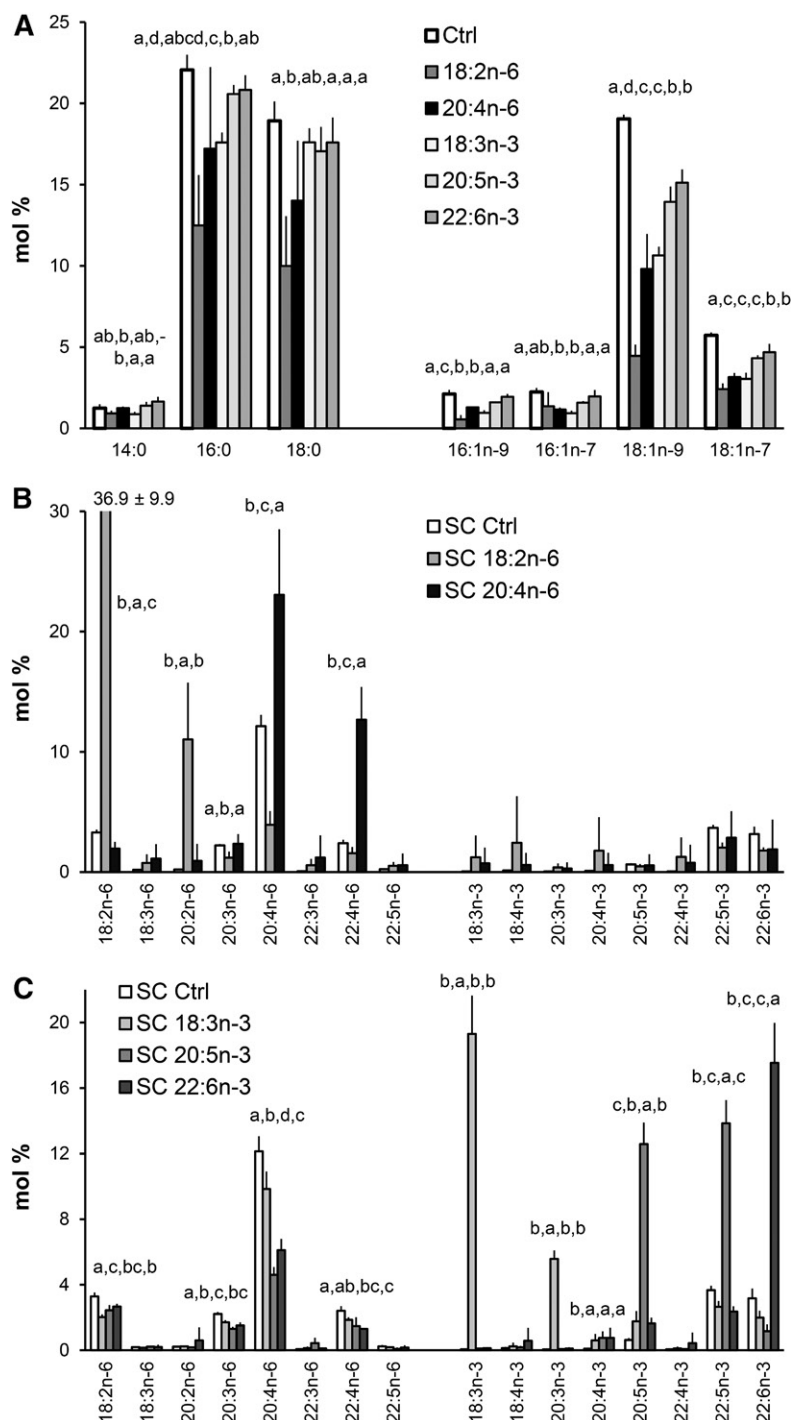 A
25
20
15
10
5
0
mol %
a,d,abcd,c,b,ab
a,b,ab,a,a,a
ab,b,ab,-
b,a,a
a,c,b,b,a,a
a,ab,b,b,a,a
a,d,c,c,b,b
a,c,c,c,b,b
Ctrl
18:2n-6
20:4n-6
18:3n-3
20:5n-3
22:6n-3
14:0
16:0
18:0
16:1n-9
16:1n-7
18:1n-9
18:1n-7
B
30
20
10
0
mol %
36.9 ± 9.9
b,a,c
b,a,b
a,b,a
b,c,a
b,c,a
SC Ctrl
SC 18:2n-6
SC 20:4n-6
18:2n-6
18:3n-6
20:2n-6
20:3n-6
20:4n-6
22:3n-6
22:4n-6
22:5n-6
18:3n-3
18:4n-3
20:3n-3
20:4n-3
20:5n-3
22:4n-3
22:5n-3
22:6n-3
C
20
16
12
8
4
0
mol %
SC Ctrl
SC 18:3n-3
SC 20:5n-3
SC 22:6n-3
a,c,bc,b
a,b,c,bc
a,b,d,c
a,ab,bc,c
b,a,b,b
b,a,b,b
b,a,a,a
c,b,a,b
b,c,a,c
b,c,c,a
18:2n-6
18:3n-6
20:2n-6
20:3n-6
20:4n-6
22:3n-6
22:4n-6
22:5n-6
18:3n-3
18:4n-3
20:3n-3
20:4n-3
20:5n-3
22:4n-3
22:5n-3
22:6n-3